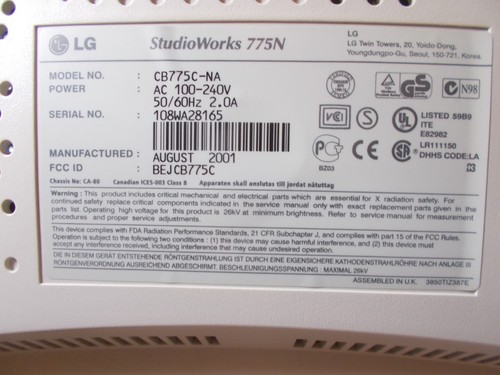 LG StudioWorks 775N
LG
LG Twin Towers, 20, Yoido-Dong,
Youngdungpo-Gu, Seoul, 150-721, Korea.
MODEL NO. : CB775C-NA
POWER : AC 100-240V
50/60Hz 2.0A
SERIAL NO. : 108WA28165
MANUFACTURED : AUGUST 2001
FCC ID : BEJCB775C
GS
N98
VCI
S
UL
LISTED 59B9
ITE
E82982
BZ03
CE
LR111150
DHHS CODE:LA
Chassis No: CA-80 Canadian ICES-003 Class B Apparaten skall anslutas till jordat nätuttag
Warning : This product includes critical mechanical and electrical parts which are essential for X radiation safety. For
continued safety replace critical components indicated in the service manual only with exact replacement parts given in the
parts list. Operating high voltage for this product is 26kV at minimum brightness. Refer to service manual for measurement
procedures and proper service adjustments.
This device complies with FDA Radiation Performance Standards, 21 CFR Subchapter J, and complies with part 15 of the FCC Rules.
Operation is subject to the following two conditions : (1) this device may cause harmful interference, and (2) this device must
accept any interference received, including interference that may cause undesired operation.
DIE IN DIESEM GERÄT ENTSTEHENDE RÖNTGENSTRAHLUNG IST DURCH EINE EIGENSICHERE KATHODENSTRAHLRÖHRE NACH ANLAGE III
RÖNTGENVERORDNUNG AUSREICHEND ABGESCHIRMT. BESCHLEUNIGUNGSSPANNUNG : MAXIMAL 26kV
ASSEMBLED IN U.K. 3850TIZ387E